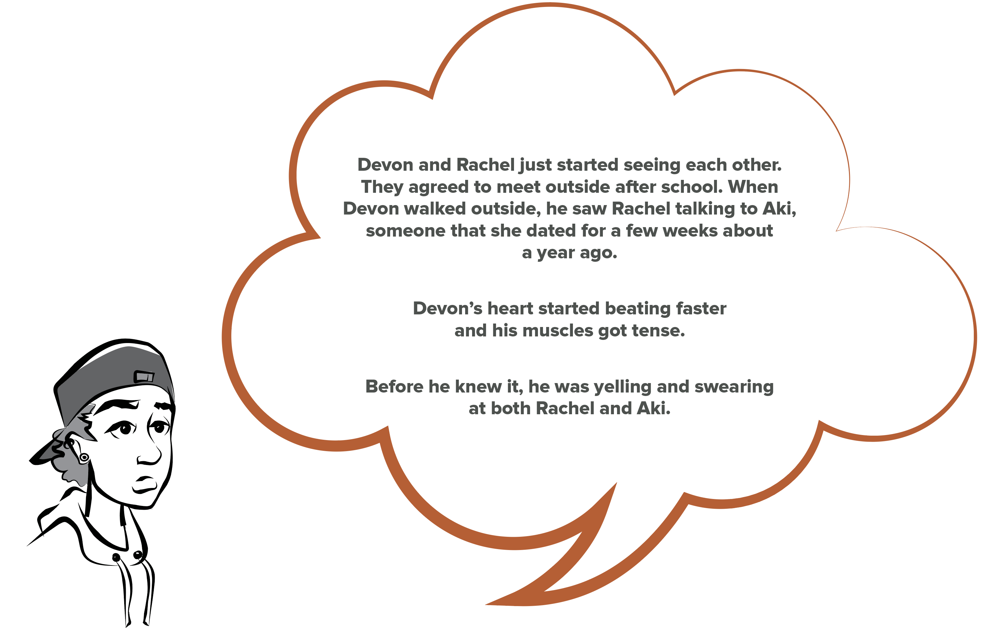 Devon and Rachel just started seeing each other.
They agreed to meet outside after school. When
Devon walked outside, he saw Rachel talking to Aki,
someone that she dated for a few weeks about
a year ago.
Devon’s heart started beating faster
and his muscles got tense.
Before he knew it, he was yelling and swearing
at both Rachel and Aki.